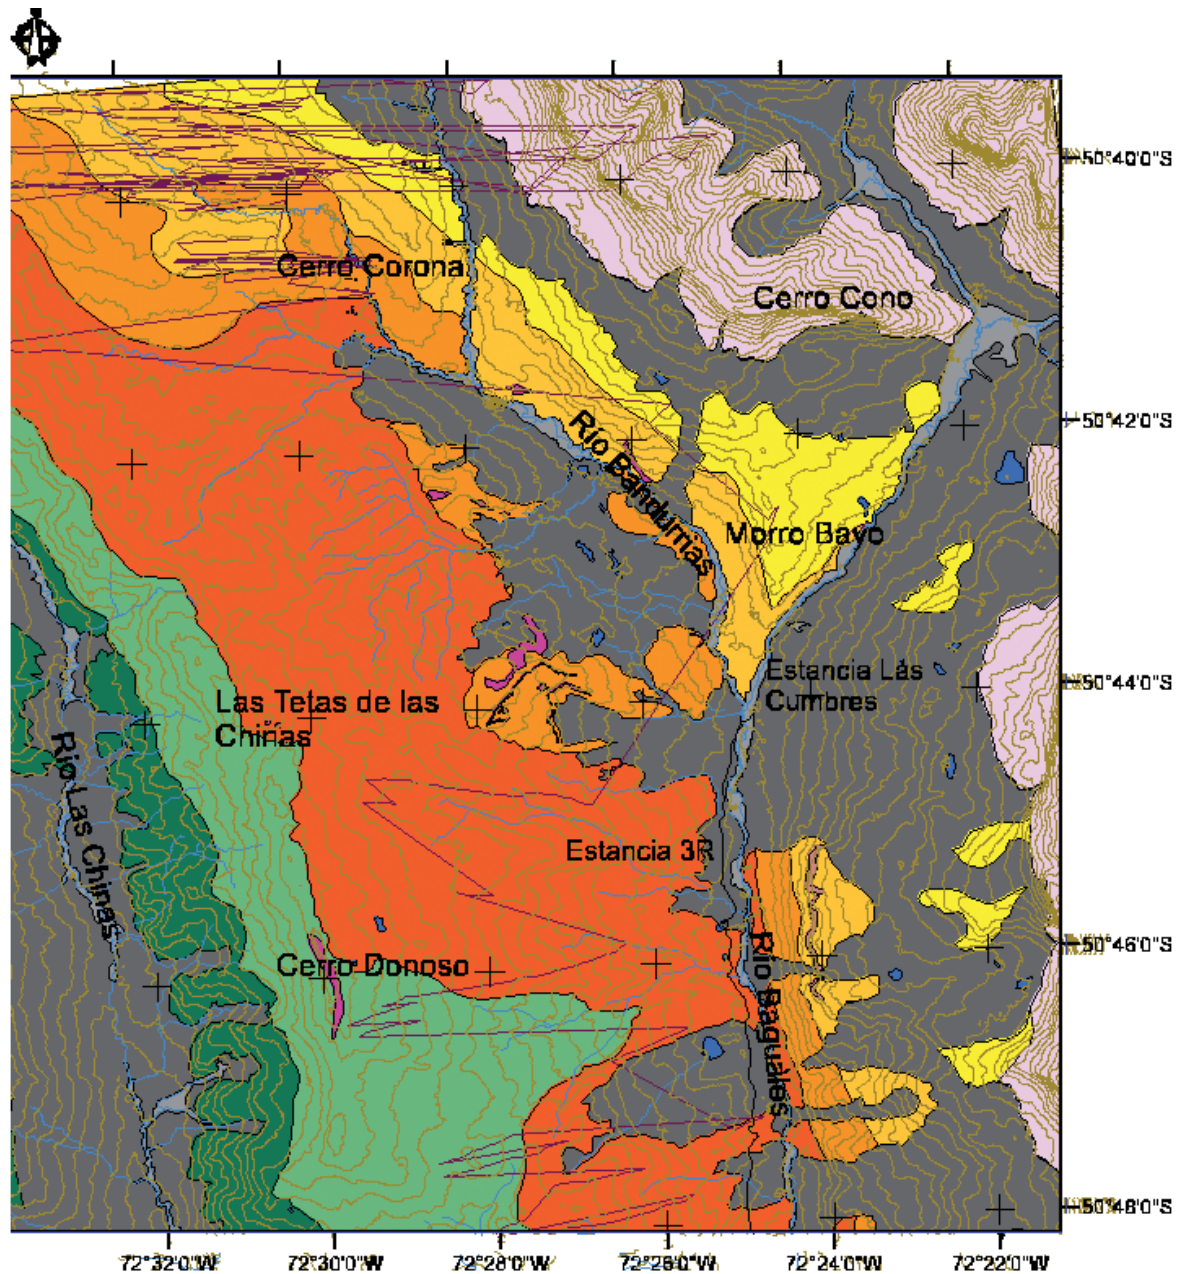 50°40'0"S
Cerro Corona
Cerro Cono
50°42'0"S
Río Bandurrias
Morro Bayo
50°44'0"S
Estancia Las
Cumbres
Las Tetas de las
Chinas
Río Las Chinas
Estancia 3R
50°46'0"S
Cerro Donoso
Río Baguales
50°48'0"S
72°32'0"W
72°30'0"W
72°28'0"W
72°26'0"W
72°24'0"W
72°22'0"W